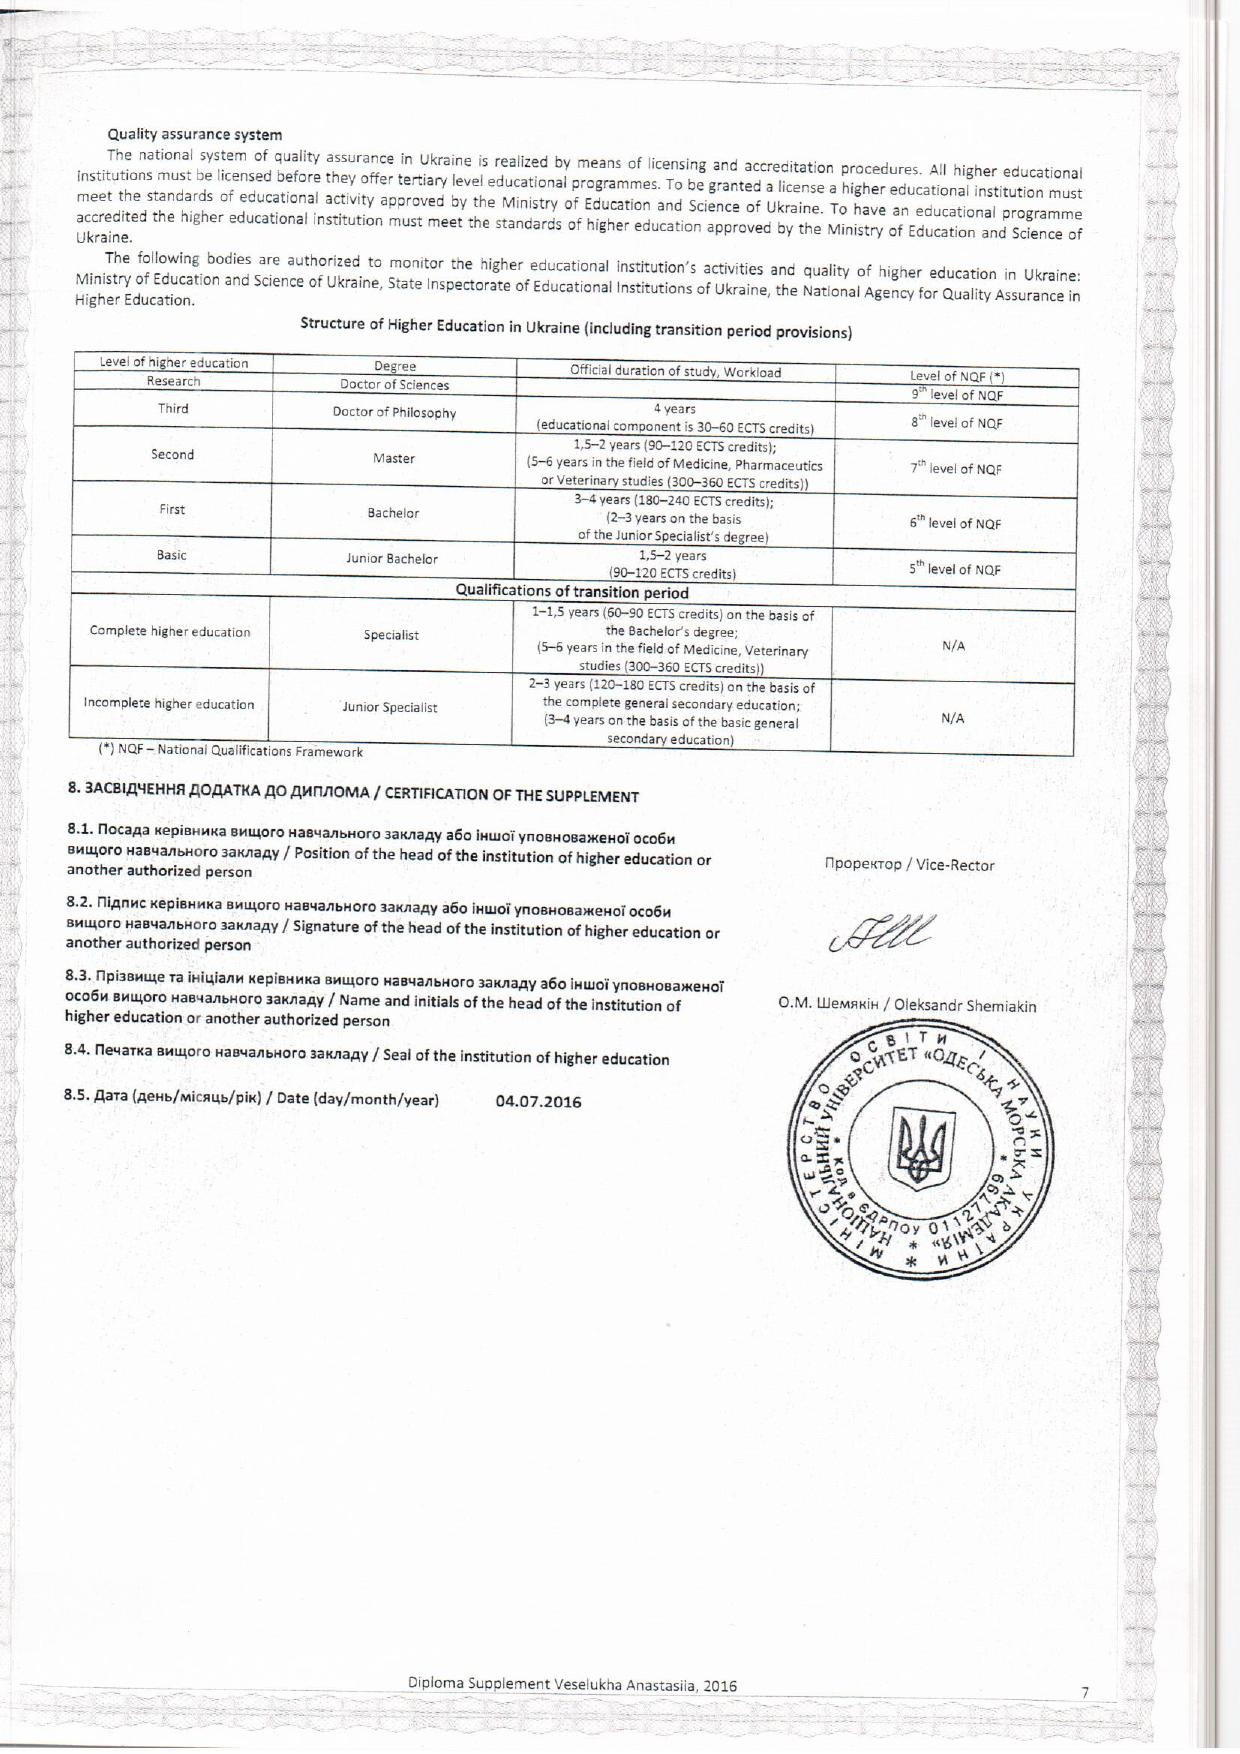 Quality assurance system
The national system of quality assurance in Ukraine is realized by means of licensing and accreditation procedures. All higher educational
institutions must be licensed before they offer tertiary level educational programmes. To be granted a license a higher educational institution must
meet the standards of educational activity approved by the Ministry of Education and Science of Ukraine. To have an educational programme
accredited the higher educational institution must meet the standards of higher education approved by the Ministry of Education and Science of
Ukraine.
The following bodies are authorized to monitor the higher educational institution's activities and quality of higher education in Ukraine:
Ministry of Education and Science of Ukraine, State Inspectorate of Educational Institutions of Ukraine, the National Agency for Quality Assurance in
Higher Education.
Structure of Higher Education in Ukraine (including transition period provisions)
Level of higher education Degree Official duration of study, Workload Level of NQF (*)
Research Doctor of Sciences 9th level of NQF
Third Doctor of Philosophy 4 years
(educational component is 30–60 ECTS credits) 8th level of NQF
Second Master 1,5–2 years (90–120 ECTS credits);
(5–6 years in the field of Medicine, Pharmaceutics 7th level of NQF
or Veterinary studies (300–360 ECTS credits))
First Bachelor 3–4 years (180–240 ECTS credits);
(2–3 years on the basis 6th level of NQF
of the Junior Specialist's degree)
Basic Junior Bachelor 1,5–2 years
(90–120 ECTS credits) 5th level of NQF
Qualifications of transition period
1–1,5 years (60–90 ECTS credits) on the basis of
Complete higher education Specialist the Bachelor's degree;
(5–6 years in the field of Medicine, Veterinary N/A
studies (300–360 ECTS credits))
2–3 years (120–180 ECTS credits) on the basis of
Incomplete higher education Junior Specialist the complete general secondary education;
(3–4 years on the basis of the basic general N/A
secondary education)
(*) NQF – National Qualifications Framework
8. ЗАСВІДЧЕННЯ ДОДАТКА ДО ДИПЛОМА / CERTIFICATION OF THE SUPPLEMENT
8.1. Посада керівника вищого навчального закладу або іншої уповноваженої особи
вищого навчального закладу / Position of the head of the institution of higher education or
another authorized person
Проректор / Vice-Rector
8.2. Підпис керівника вищого навчального закладу або іншої уповноваженої особи
вищого навчального закладу / Signature of the head of the institution of higher education or
another authorized person
8.3. Прізвище та ініціали керівника вищого навчального закладу або іншої уповноваженої
особи вищого навчального закладу / Name and initials of the head of the institution of
higher education or another authorized person
О.М. Шемякін / Oleksandr Shemiakin
8.4. Печатка вищого навчального закладу / Seal of the institution of higher education
8.5. Дата (день/місяць/рік) / Date (day/month/year) 04.07.2016
* МІНІСТЕРСТВО ОСВІТИ І НАУКИ УКРАЇНИ
* НАЦІОНАЛЬНИЙ УНІВЕРСИТЕТ «ОДЕСЬКА МОРСЬКА АКАДЕМІЯ»
* КОД В ЄДРПОУ 01127799 *
Diploma Supplement Veselukha Anastasiia, 2016
7